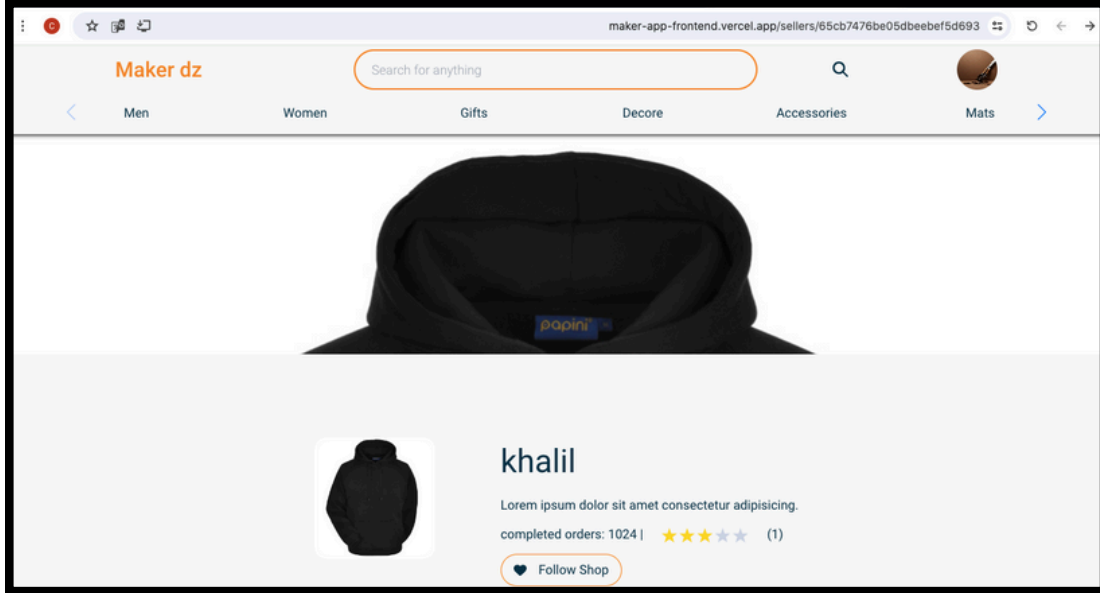 C
maker-app-frontend.vercel.app/sellers/65cb7476be05dbeebef5d693
Maker dz
Search for anything
Men Women Gifts Decore Accessories Mats
papini
khalil
Lorem ipsum dolor sit amet consectetur adipisicing.
completed orders: 1024 | (1)
Follow Shop